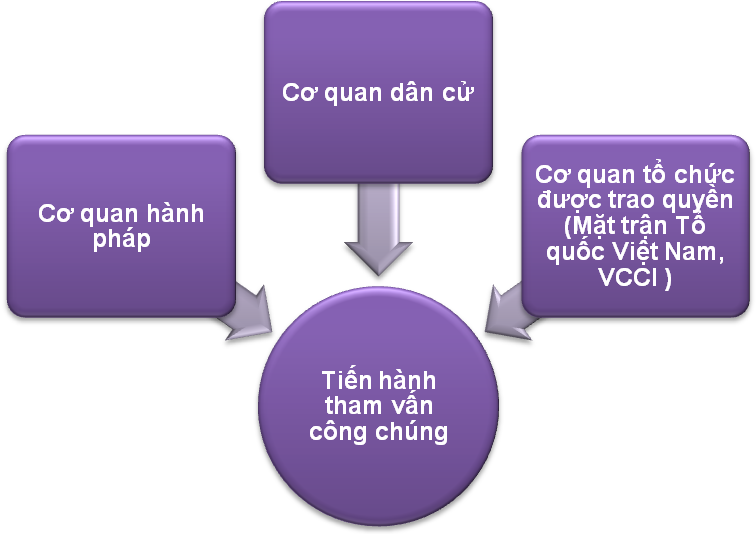 Cơ quan dân cử
Cơ quan hành
pháp
Cơ quan tổ chức
được trao quyền
(Mặt trận Tổ
quốc Việt Nam,
VCCI )
Tiến hành
tham vấn
công chúng